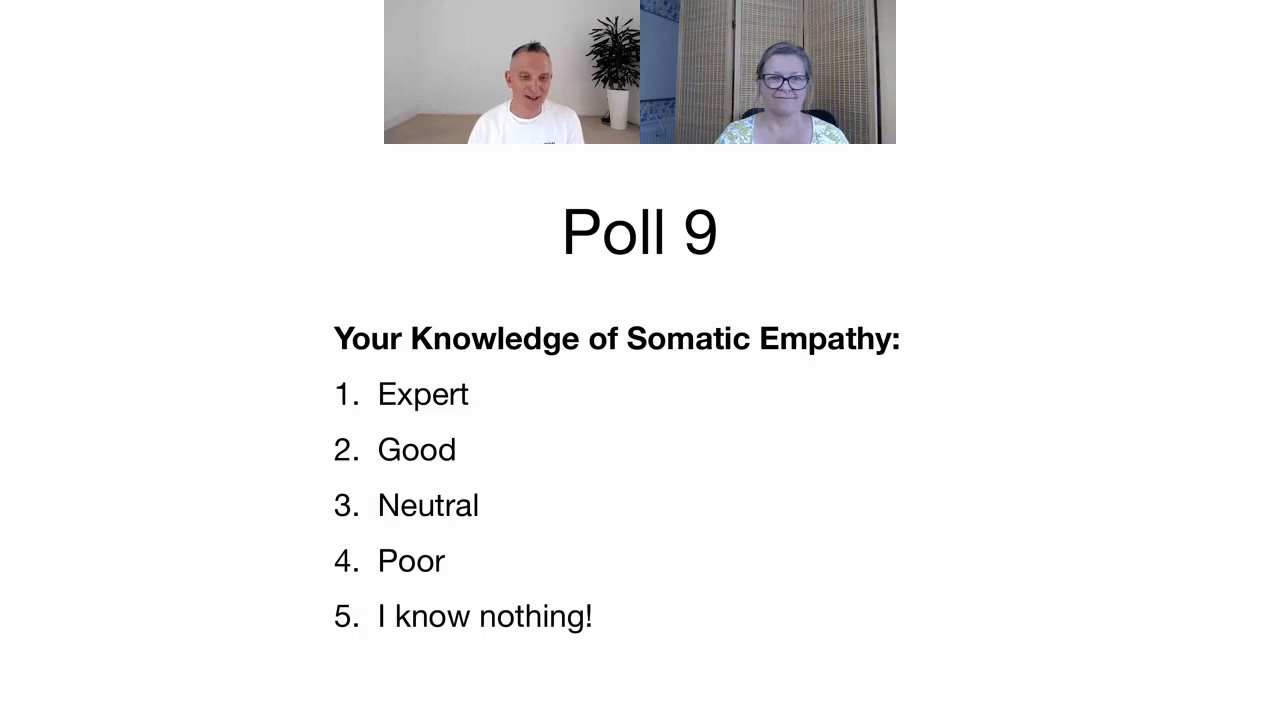 Poll 9
Your Knowledge of Somatic Empathy:
1. Expert
2. Good
3. Neutral
4. Poor
5. I know nothing!